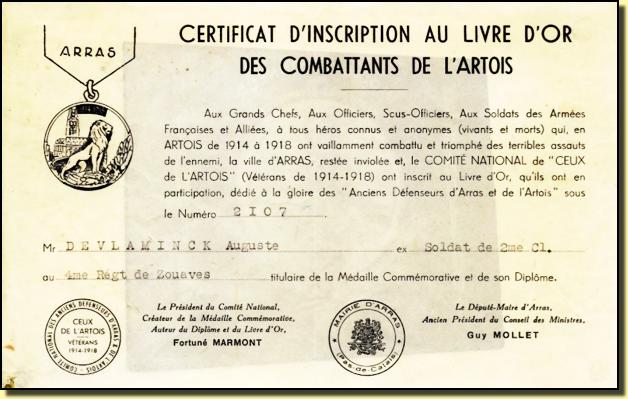 ARRAS
CERTIFICAT D'INSCRIPTION AU LIVRE D'OR
DES COMBATTANTS DE L'ARTOIS
Aux Grands Chefs, Aux Officiers, Sous-Officiers, Aux Soldats des Armées
Françaises et Alliées, à tous héros connus et anonymes (vivants et morts) qui, en
ARTOIS de 1914 à 1918 ont vaillamment combattu et triomphé des terribles assauts
de l'ennemi, la ville d'ARRAS, restée inviolée et, le COMITÉ NATIONAL de "CEUX
de L'ARTOIS" (Vétérans de 1914-1918) ont inscrit au Livre d'Or, qu'ils ont en
participation, dédié à la gloire des "Anciens Défenseurs d'Arras et de l'Artois" sous
le Numéro 2107.
Mr DEVLAMINCK Auguste ex Soldat de 2me Cl.
au 4me Régt de Zouaves titulaire de la Médaille Commémorative et de son Diplôme.
COMITÉ NATIONAL DES ANCIENS DÉFENSEURS D'ARRAS & DE L'ARTOIS
CEUX
DE L'ARTOIS
VÉTÉRANS
1914-1918
Le Président du Comité National,
Créateur de la Médaille Commémorative,
Auteur du Diplôme et du Livre d'Or,
Fortuné MARMONT
MAIRIE D'ARRAS
(Pas-de-Calais)
Le Député-Maire d'Arras,
Ancien Président du Conseil des Ministres,
Guy MOLLET